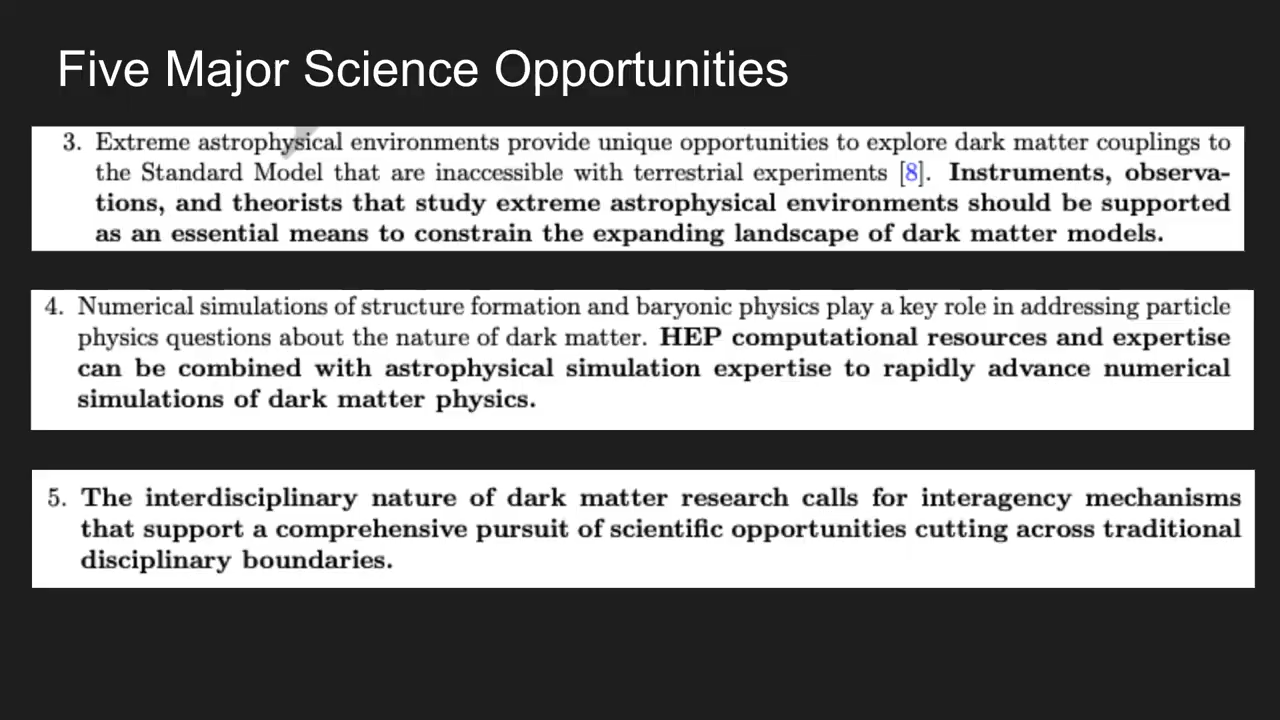 Five Major Science Opportunities
3. Extreme astrophysical environments provide unique opportunities to explore dark matter couplings to
the Standard Model that are inaccessible with terrestrial experiments [8]. Instruments, observa-
tions, and theorists that study extreme astrophysical environments should be supported
as an essential means to constrain the expanding landscape of dark matter models.
4. Numerical simulations of structure formation and baryonic physics play a key role in addressing particle
physics questions about the nature of dark matter. HEP computational resources and expertise
can be combined with astrophysical simulation expertise to rapidly advance numerical
simulations of dark matter physics.
5. The interdisciplinary nature of dark matter research calls for interagency mechanisms
that support a comprehensive pursuit of scientific opportunities cutting across traditional
disciplinary boundaries.